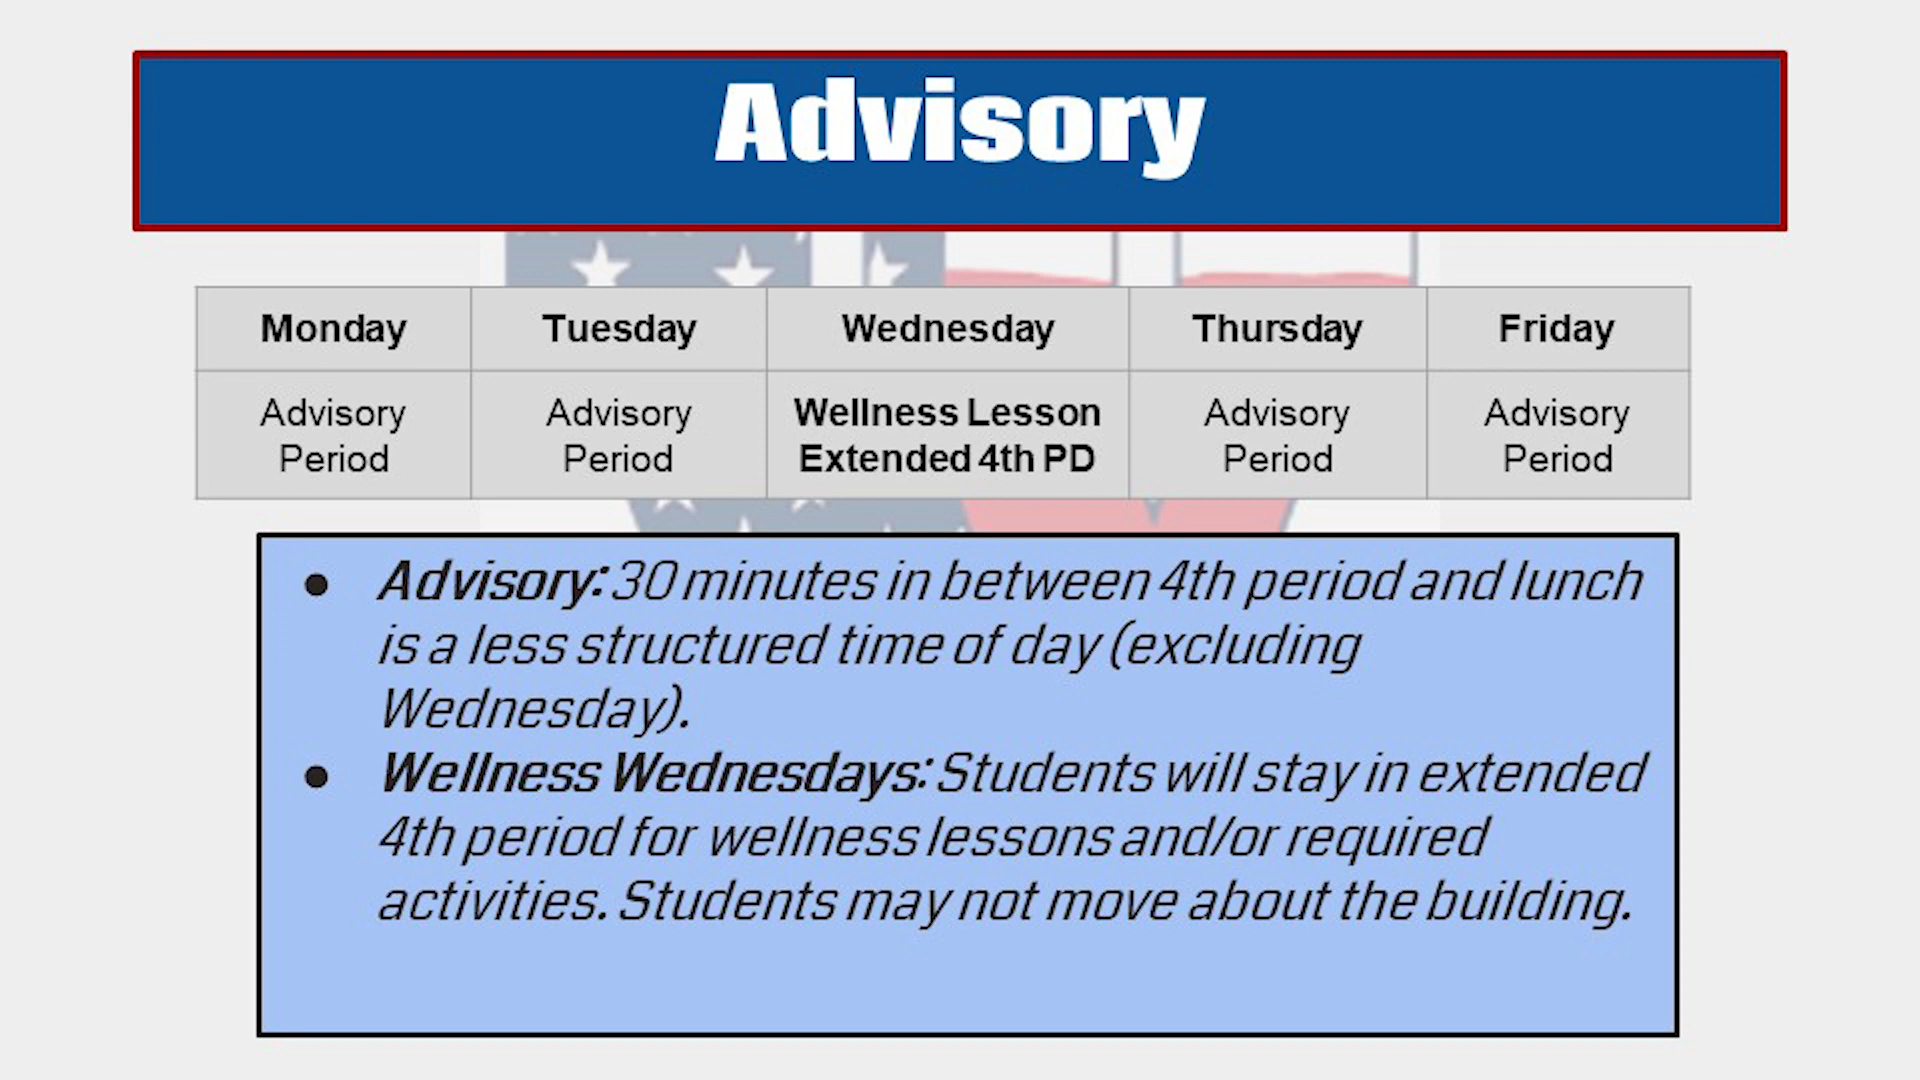 Advisory
Monday Tuesday Wednesday Thursday Friday
Advisory Advisory Wellness Lesson Advisory Advisory
Period Period Extended 4th PD Period Period
● Advisory: 30 minutes in between 4th period and lunch
is a less structured time of day (excluding
Wednesday).
● Wellness Wednesdays: Students will stay in extended
4th period for wellness lessons and/or required
activities. Students may not move about the building.